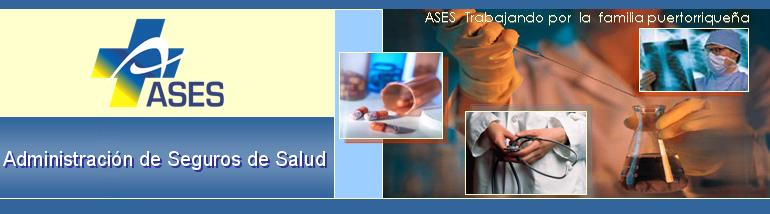 ASES Trabajando por la familia puertorriqueña
ASES
Administración de Seguros de Salud